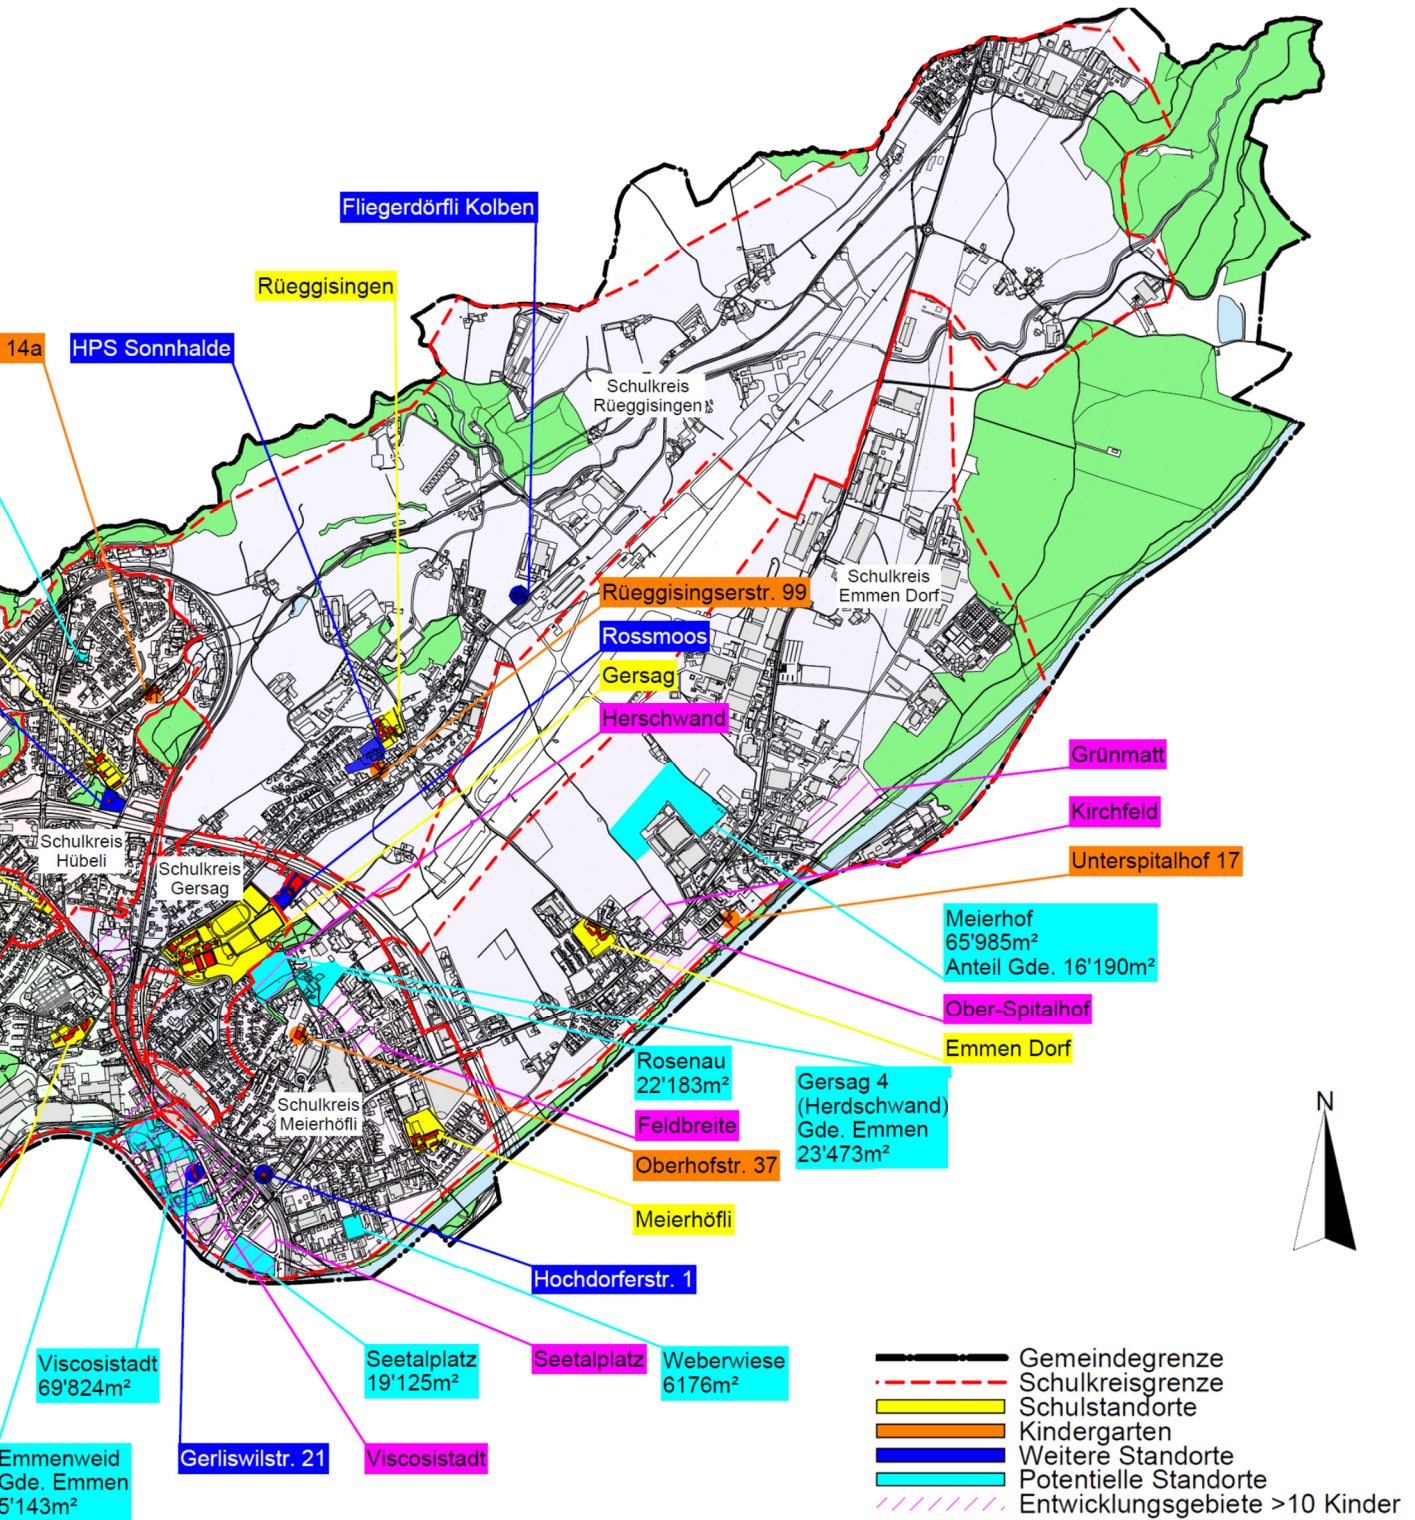 Fliegerdörfli Kolben
Rüeggisingen
14a
HPS Sonnhalde
Schulkreis
Rüeggisingen
Schulkreis
Emmen Dorf
Rüeggisingserstr. 99
Rossmoos
Gersag
Herschwand
Grünmatt
Kirchfeld
Unterspitalhof 17
Schulkreis
Hübeli
Schulkreis
Gersag
Meierhof
65'985m²
Anteil Gde. 16'190m²
Ober-Spitalhof
Emmen Dorf
Rosenau
22'183m²
Gersag 4
(Herdschwand)
Gde. Emmen
23'473m²
Schulkreis
Meierhöfli
Feldbreite
Oberhofstr. 37
Meierhöfli
N
Hochdorferstr. 1
Viscosistadt
69'824m²
Seetalplatz
19'125m²
Seetalplatz
Weberwiese
6176m²
Emmenweid
Gde. Emmen
5'143m²
Gerliswilstr. 21
Viscosistadt
Gemeindegrenze
Schulkreisgrenze
Schulstandorte
Kindergarten
Weitere Standorte
Potentielle Standorte
Entwicklungsgebiete >10 Kinder